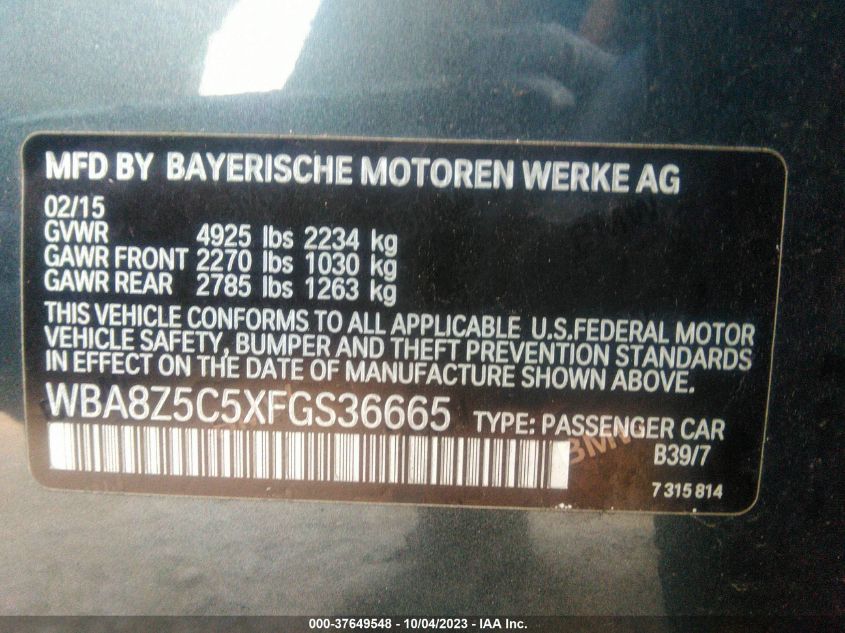 MFD BY BAYERISCHE MOTOREN WERKE AG
02/15
GVWR 4925 lbs 2234 kg
GAWR FRONT 2270 lbs 1030 kg
GAWR REAR 2785 lbs 1263 kg
THIS VEHICLE CONFORMS TO ALL APPLICABLE U.S.FEDERAL MOTOR
VEHICLE SAFETY, BUMPER AND THEFT PREVENTION STANDARDS
IN EFFECT ON THE DATE OF MANUFACTURE SHOWN ABOVE.
WBA8Z5C5XFGS36665 TYPE: PASSENGER CAR
BMW
B39/7
7 315 814
000-37649548 - 10/04/2023 - IAA Inc.